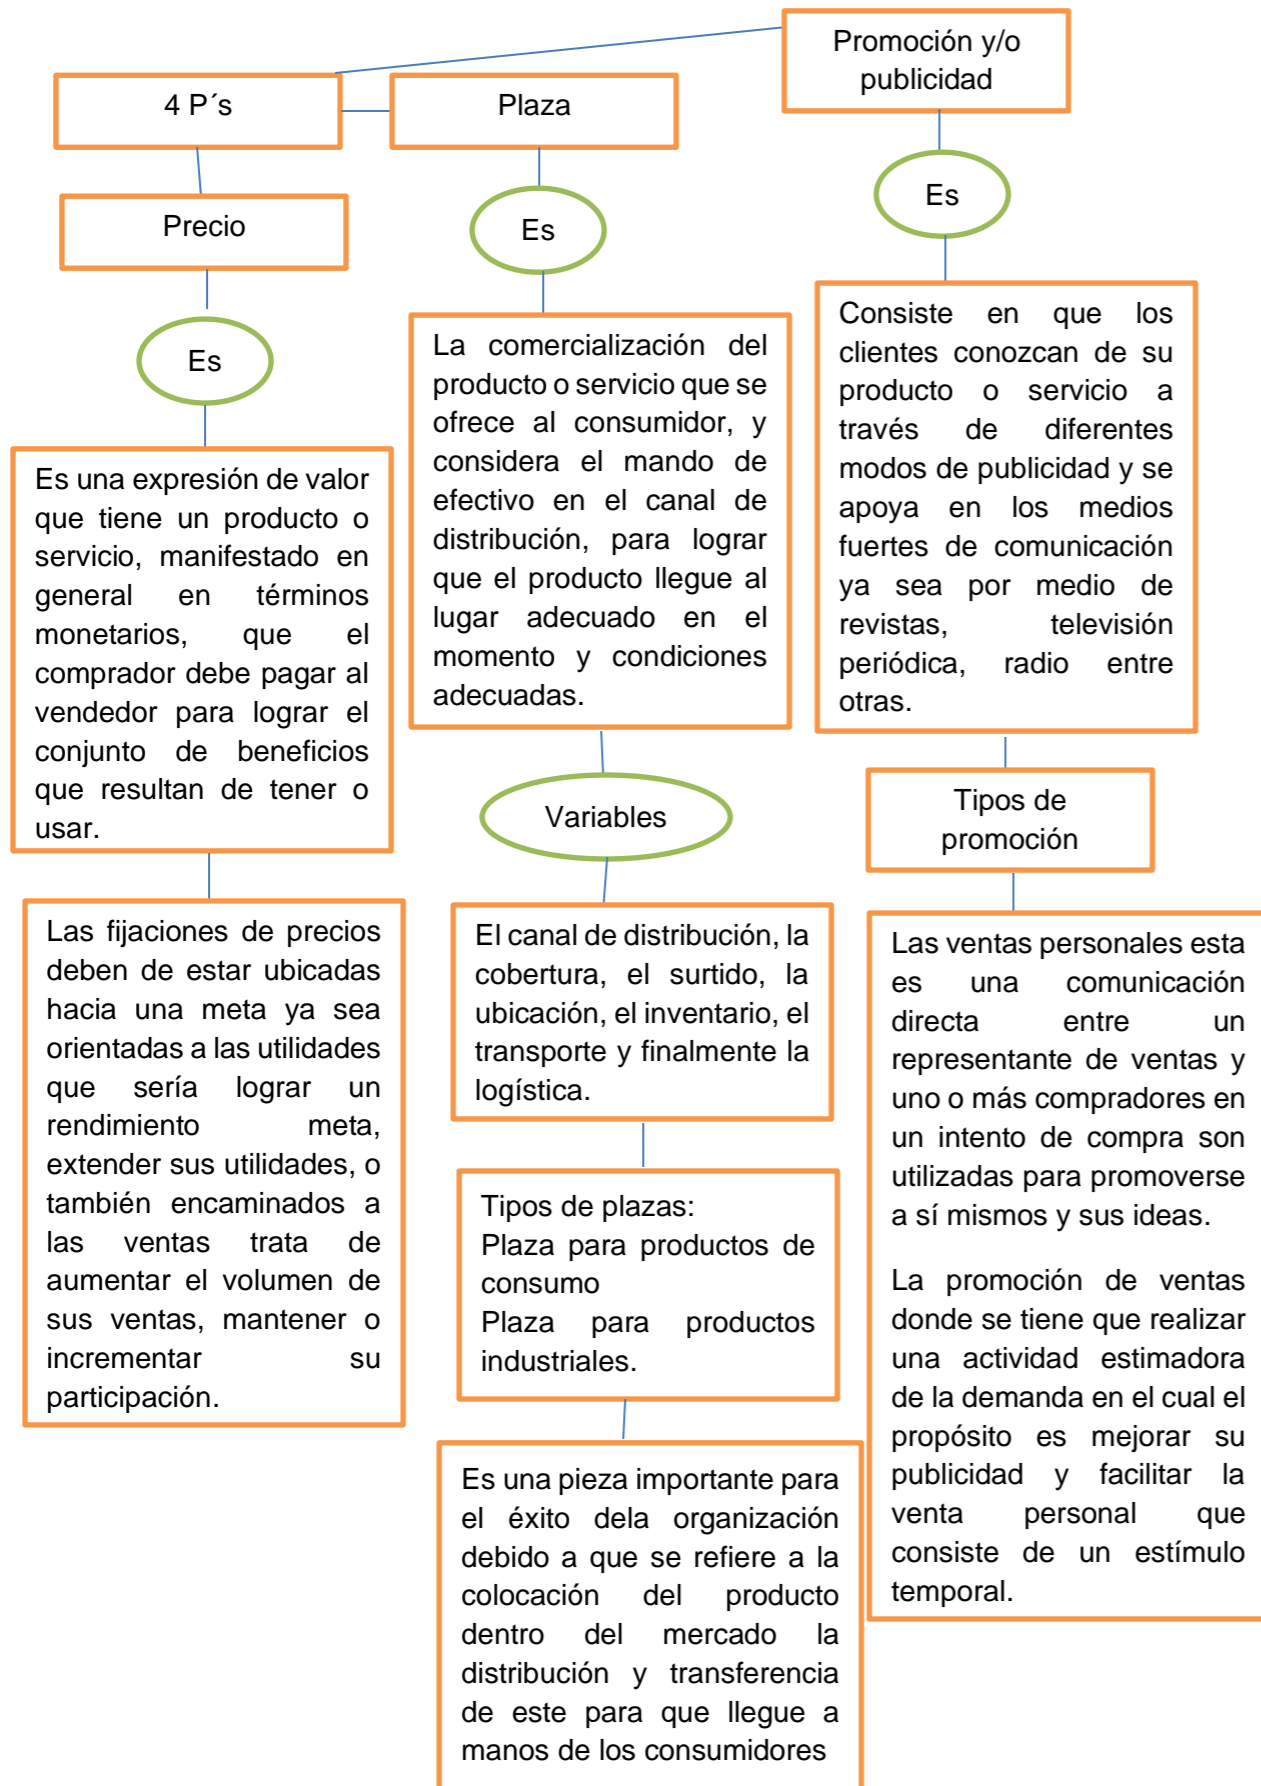 4 P´s
Plaza
Promoción y/o
publicidad
Precio
Es
Es una expresión de valor
que tiene un producto o
servicio, manifestado en
general en términos
monetarios, que el
comprador debe pagar al
vendedor para lograr el
conjunto de beneficios
que resultan de tener o
usar.
Las fijaciones de precios
deben de estar ubicadas
hacia una meta ya sea
orientadas a las utilidades
que sería lograr un
rendimiento meta,
extender sus utilidades, o
también encaminados a
las ventas trata de
aumentar el volumen de
sus ventas, mantener o
incrementar su
participación.
Es
La comercialización del
producto o servicio que se
ofrece al consumidor, y
considera el mando de
efectivo en el canal de
distribución, para lograr
que el producto llegue al
lugar adecuado en el
momento y condiciones
adecuadas.
Variables
El canal de distribución, la
cobertura, el surtido, la
ubicación, el inventario, el
transporte y finalmente la
logística.
Tipos de plazas:
Plaza para productos de
consumo
Plaza para productos
industriales.
Es una pieza importante para
el éxito dela organización
debido a que se refiere a la
colocación del producto
dentro del mercado la
distribución y transferencia
de este para que llegue a
manos de los consumidores
Es
Consiste en que los
clientes conozcan de su
producto o servicio a
través de diferentes
modos de publicidad y se
apoya en los medios
fuertes de comunicación
ya sea por medio de
revistas, televisión
periódica, radio entre
otras.
Tipos de
promoción
Las ventas personales esta
es una comunicación
directa entre un
representante de ventas y
uno o más compradores en
un intento de compra son
utilizadas para promoverse
a sí mismos y sus ideas.
La promoción de ventas
donde se tiene que realizar
una actividad estimadora
de la demanda en el cual el
propósito es mejorar su
publicidad y facilitar la
venta personal que
consiste de un estímulo
temporal.